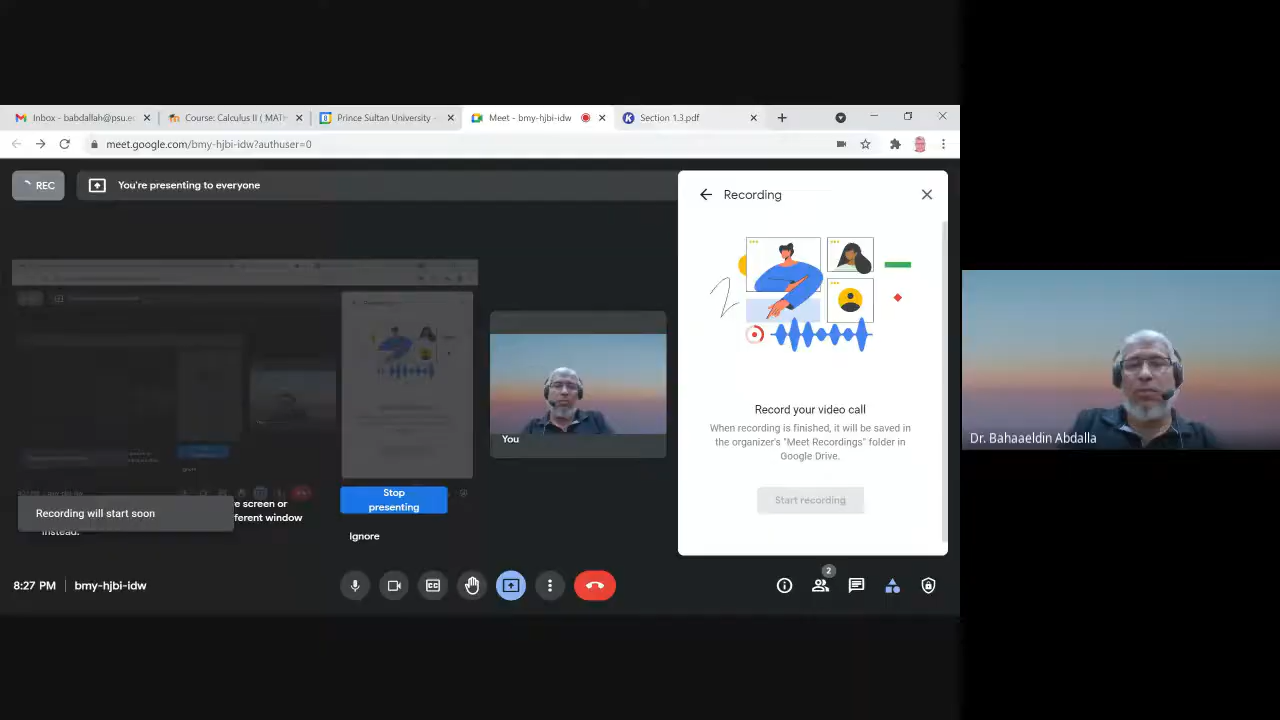 Inbox - babdallah@psu.e
Course: Calculus II ( MATH
Prince Sultan University -
Meet - bmy-hjbi-idw
Section 1.3.pdf
meet.google.com/bmy-hjbi-idw?authuser=0
REC
You're presenting to everyone
Recording
Record your video call
When recording is finished, it will be saved in
the organizer's "Meet Recordings" folder in
Google Drive.
Start recording
You
Stop
presenting
Ignore
screen or
ferent window
instead.
Recording will start soon
8:27 PM | bmy-hjbi-idw
CC
2
Dr. Bahaaeldin Abdalla